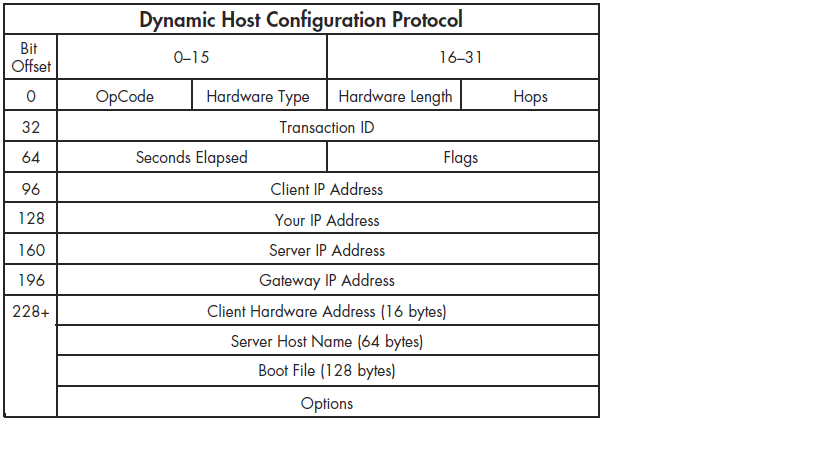 Dynamic Host Configuration Protocol
Bit
Offset
0–15
16–31
0
OpCode
Hardware Type
Hardware Length
Hops
32
Transaction ID
64
Seconds Elapsed
Flags
96
Client IP Address
128
Your IP Address
160
Server IP Address
196
Gateway IP Address
228+
Client Hardware Address (16 bytes)
Server Host Name (64 bytes)
Boot File (128 bytes)
Options